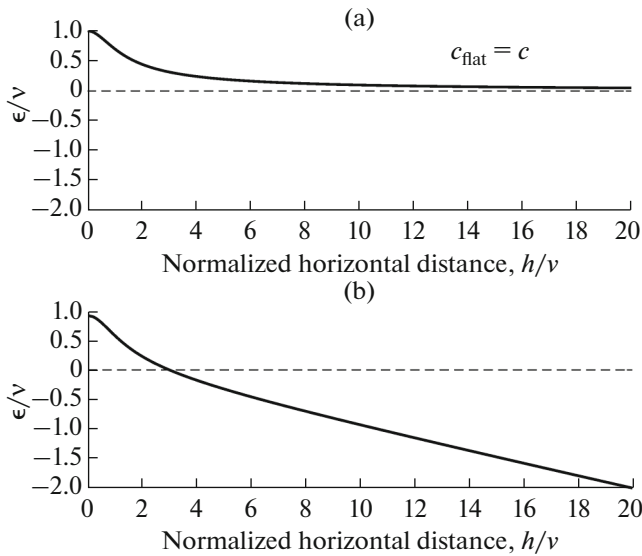 (a)
1.0
c_flat = c
0.5
0
ϵ/ν
−0.5
−1.0
−1.5
−2.0
0 2 4 6 8 10 12 14 16 18 20
Normalized horizontal distance, h/v
(b)
1.0
0.5
0
ϵ/ν
−0.5
−1.0
−1.5
−2.0
0 2 4 6 8 10 12 14 16 18 20
Normalized horizontal distance, h/v